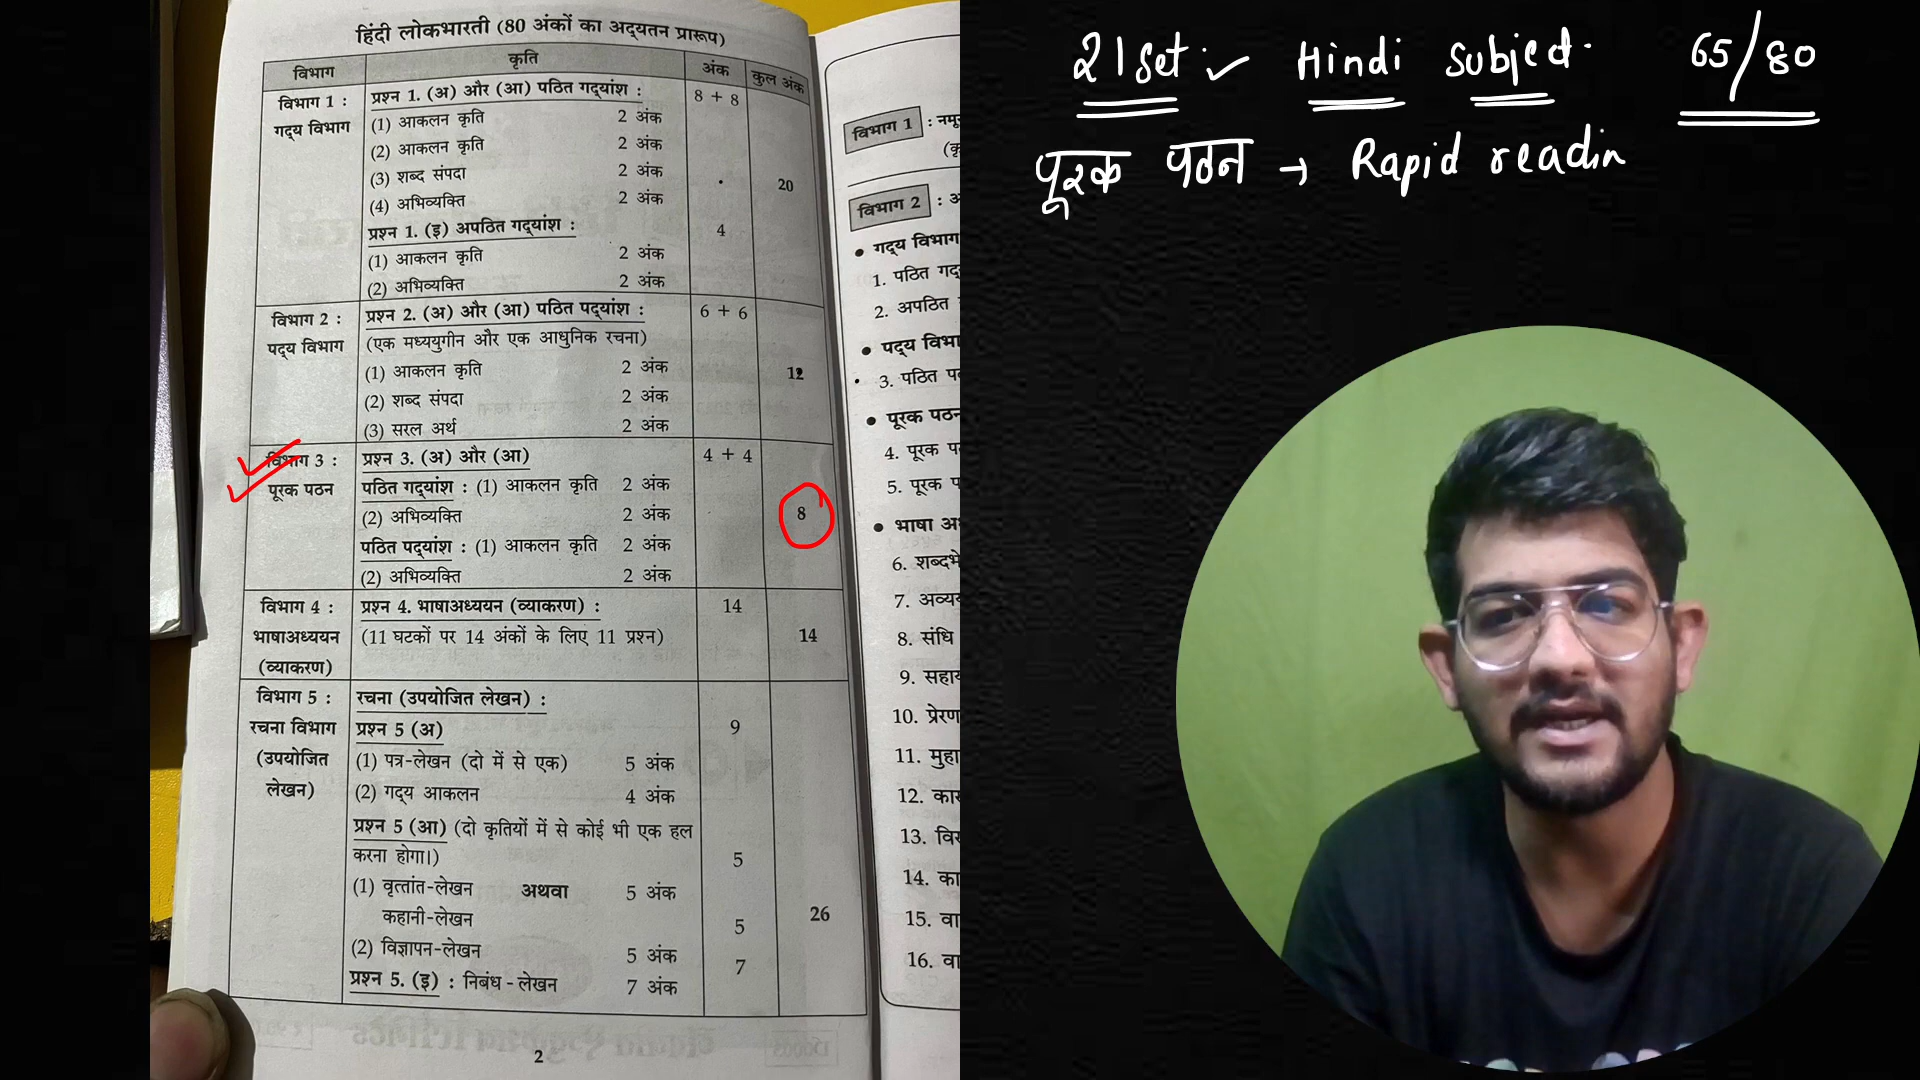 हिंदी लोकभारती (80 अंकों का अद्‌यतन प्रारूप)
विभाग कृति अंक कुल अंक
विभाग 1 : प्रश्न 1. (अ) और (आ) पठित गद्‌यांश : 8 + 8
गद्‌य विभाग (1) आकलन कृति 2 अंक
(2) आकलन कृति 2 अंक
(3) शब्द संपदा 2 अंक 20
(4) अभिव्यक्ति 2 अंक
प्रश्न 1. (इ) अपठित गद्‌यांश : 4
(1) आकलन कृति 2 अंक
(2) अभिव्यक्ति 2 अंक
विभाग 2 : प्रश्न 2. (अ) और (आ) पठित पद्‌यांश : 6 + 6
पद्‌य विभाग (एक मध्ययुगीन और एक आधुनिक रचना)
(1) आकलन कृति 2 अंक 12
(2) शब्द संपदा 2 अंक
(3) सरल अर्थ 2 अंक
विभाग 3 : प्रश्न 3. (अ) और (आ) 4 + 4
पूरक पठन पठित गद्‌यांश : (1) आकलन कृति 2 अंक
(2) अभिव्यक्ति 2 अंक 8
पठित पद्‌यांश : (1) आकलन कृति 2 अंक
(2) अभिव्यक्ति 2 अंक
विभाग 4 : प्रश्न 4. भाषाअध्ययन (व्याकरण) : 14
भाषाअध्ययन (11 घटकों पर 14 अंकों के लिए 11 प्रश्न) 14
(व्याकरण)
विभाग 5 : रचना (उपयोजित लेखन) :
रचना विभाग प्रश्न 5 (अ) 9
(उपयोजित (1) पत्र-लेखन (दो में से एक) 5 अंक
लेखन) (2) गद्‌य आकलन 4 अंक
प्रश्न 5 (आ) (दो कृतियों में से कोई भी एक हल
करना होगा।) 5
(1) वृत्तांत-लेखन अथवा 5 अंक
कहानी-लेखन 5 26
(2) विज्ञापन-लेखन 5 अंक
प्रश्न 5. (इ) : निबंध - लेखन 7 अंक 7
2
विभाग 1 :
विभाग 2 :
• गद्‌य विभाग
1. पठित
2. अपठित
• पद्‌य
3. पठित
• पूरक पठन
4. पूरक
5. पूरक
• भाषा
6.
7.
8. संधि
9.
10.
11.
12.
13.
14.
15.
16.
21 Set :- Hindi Subject. 65/80
पूरक पठन → Rapid readin